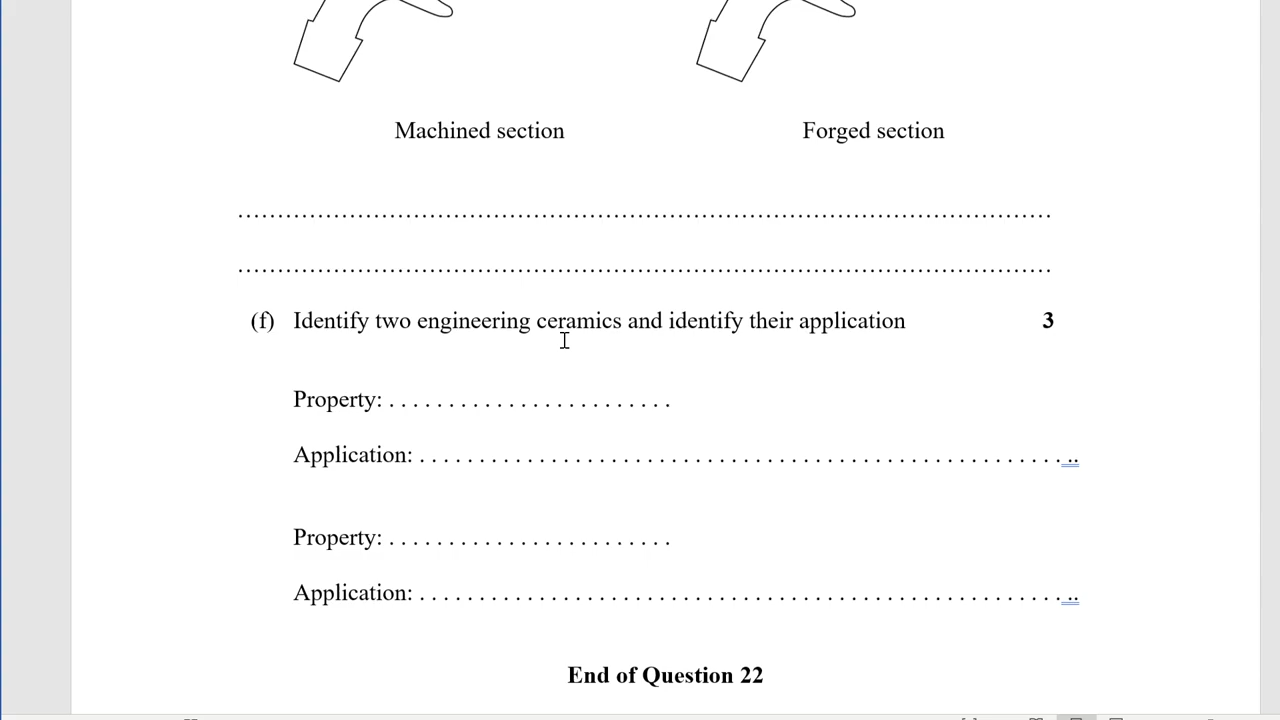 Machined section Forged section
....................................................................................................
....................................................................................................
(f) Identify two engineering ceramics and identify their application 3
Property: . . . . . . . . . . . . . . . . . . . . . . . .
Application: . . . . . . . . . . . . . . . . . . . . . . . . . . . . . . . . . . . . . . . . . . . . . . . . . . . . . . ..
Property: . . . . . . . . . . . . . . . . . . . . . . . .
Application: . . . . . . . . . . . . . . . . . . . . . . . . . . . . . . . . . . . . . . . . . . . . . . . . . . . . . . ..
End of Question 22